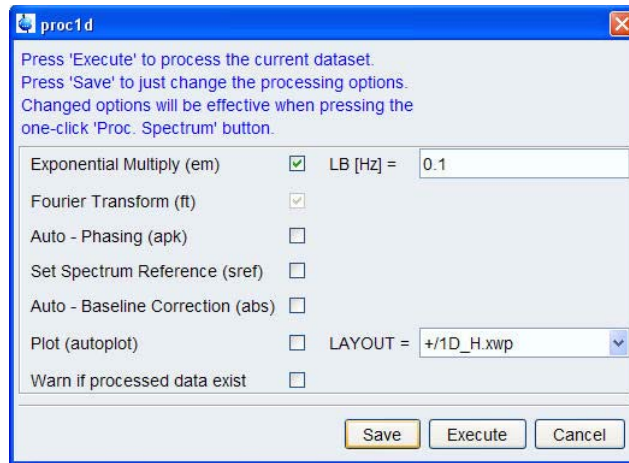 proc1d
Press 'Execute' to process the current dataset.
Press 'Save' to just change the processing options.
Changed options will be effective when pressing the
one-click 'Proc. Spectrum' button.
Exponential Multiply (em) LB [Hz] = 0.1
Fourier Transform (ft)
Auto - Phasing (apk)
Set Spectrum Reference (sref)
Auto - Baseline Correction (abs)
Plot (autoplot) LAYOUT = +/1D_H.xwp
Warn if processed data exist
Save Execute Cancel